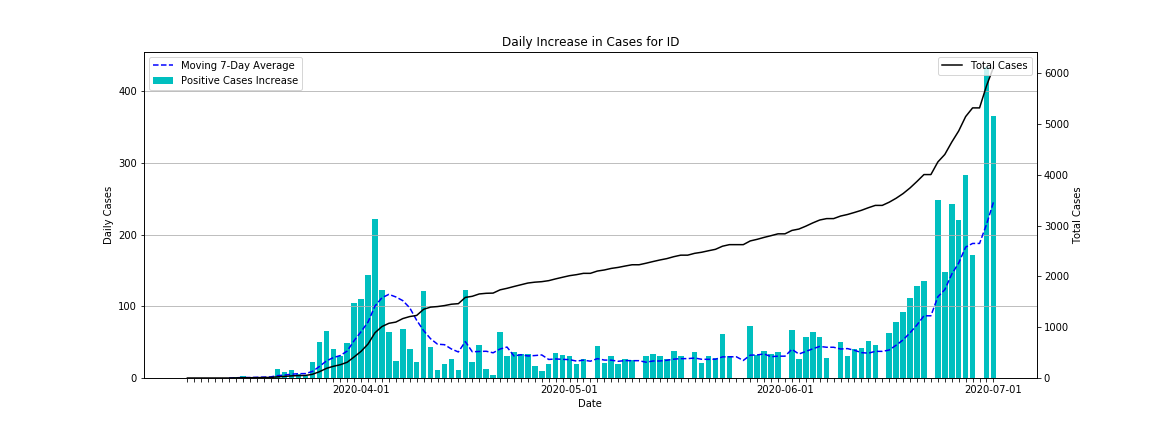 Daily Increase in Cases for ID
Moving 7-Day Average
Positive Cases Increase
Total Cases
400
300
200
100
0
Daily Cases
6000
5000
4000
3000
2000
1000
0
Total Cases
2020-04-01
2020-05-01
2020-06-01
2020-07-01
Date